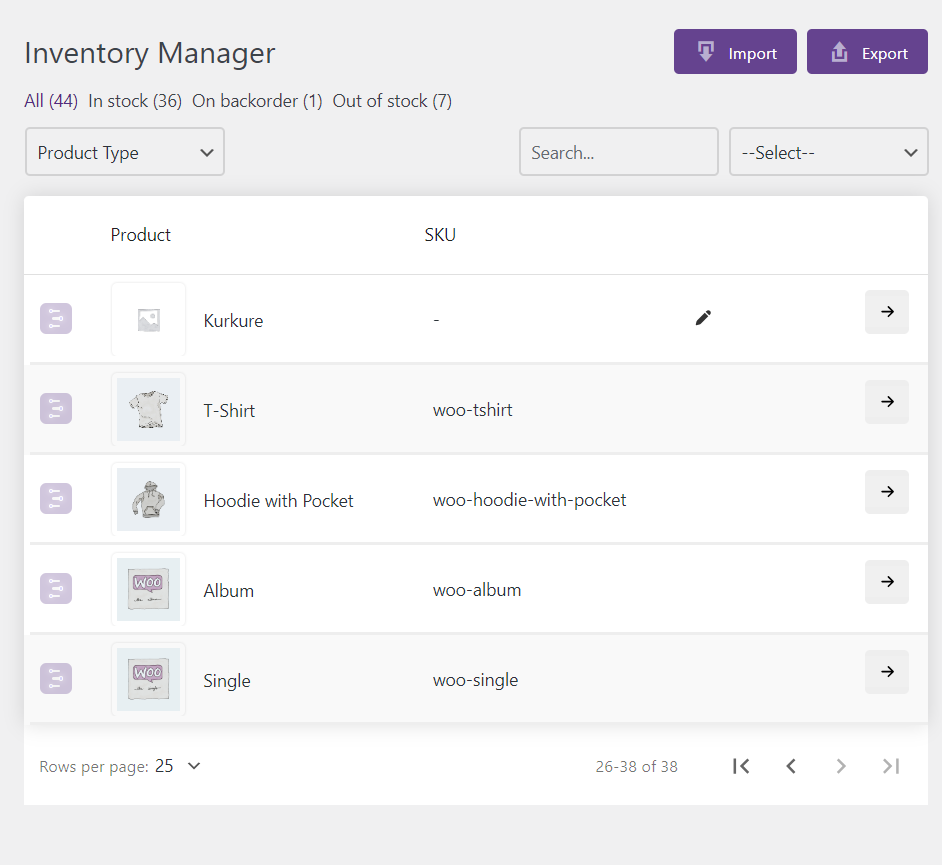 Inventory Manager
Import
Export
All (44) In stock (36) On backorder (1) Out of stock (7)
Product Type
Search...
--Select--
Product SKU
Kurkure -
T-Shirt woo-tshirt
Hoodie with Pocket woo-hoodie-with-pocket
WOO
Album woo-album
WOO
Single woo-single
Rows per page: 25
26-38 of 38